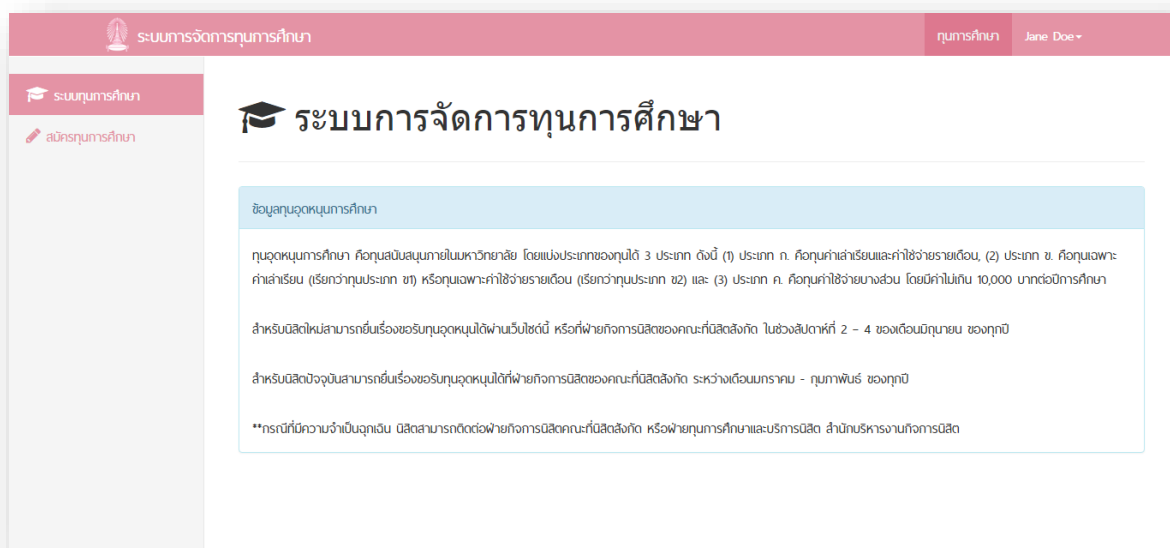 ระบบการจัดการทุนการศึกษา
ทุนการศึกษา
Jane Doe
ระบบทุนการศึกษา
สมัครทุนการศึกษา
ระบบการจัดการทุนการศึกษา
ข้อมูลทุนอุดหนุนการศึกษา
ทุนอุดหนุนการศึกษา คือทุนสนับสนุนภายในมหาวิทยาลัย โดยแบ่งประเภทของทุนได้ 3 ประเภท ดังนี้ (1) ประเภท ก. คือทุนค่าเล่าเรียนและค่าใช้จ่ายรายเดือน, (2) ประเภท ข. คือทุนเฉพาะ
ค่าเล่าเรียน (เรียกว่าทุนประเภท ข1) หรือทุนเฉพาะค่าใช้จ่ายรายเดือน (เรียกว่าทุนประเภท ข2) และ (3) ประเภท ค. คือทุนค่าใช้จ่ายบางส่วน โดยมีค่าไม่เกิน 10,000 บาทต่อปีการศึกษา
สำหรับนิสิตใหม่สามารถยื่นเรื่องขอรับทุนอุดหนุนได้ผ่านเว็บไซต์นี้ หรือที่ฝ่ายกิจการนิสิตของคณะที่นิสิตสังกัด ในช่วงสัปดาห์ที่ 2 – 4 ของเดือนมิถุนายน ของทุกปี
สำหรับนิสิตปัจจุบันสามารถยื่นเรื่องขอรับทุนอุดหนุนได้ที่ฝ่ายกิจการนิสิตของคณะที่นิสิตสังกัด ระหว่างเดือนมกราคม - กุมภาพันธ์ ของทุกปี
**กรณีที่มีความจำเป็นฉุกเฉิน นิสิตสามารถติดต่อฝ่ายกิจการนิสิตคณะที่นิสิตสังกัด หรือฝ่ายทุนการศึกษาและบริการนิสิต สำนักบริหารงานกิจการนิสิต